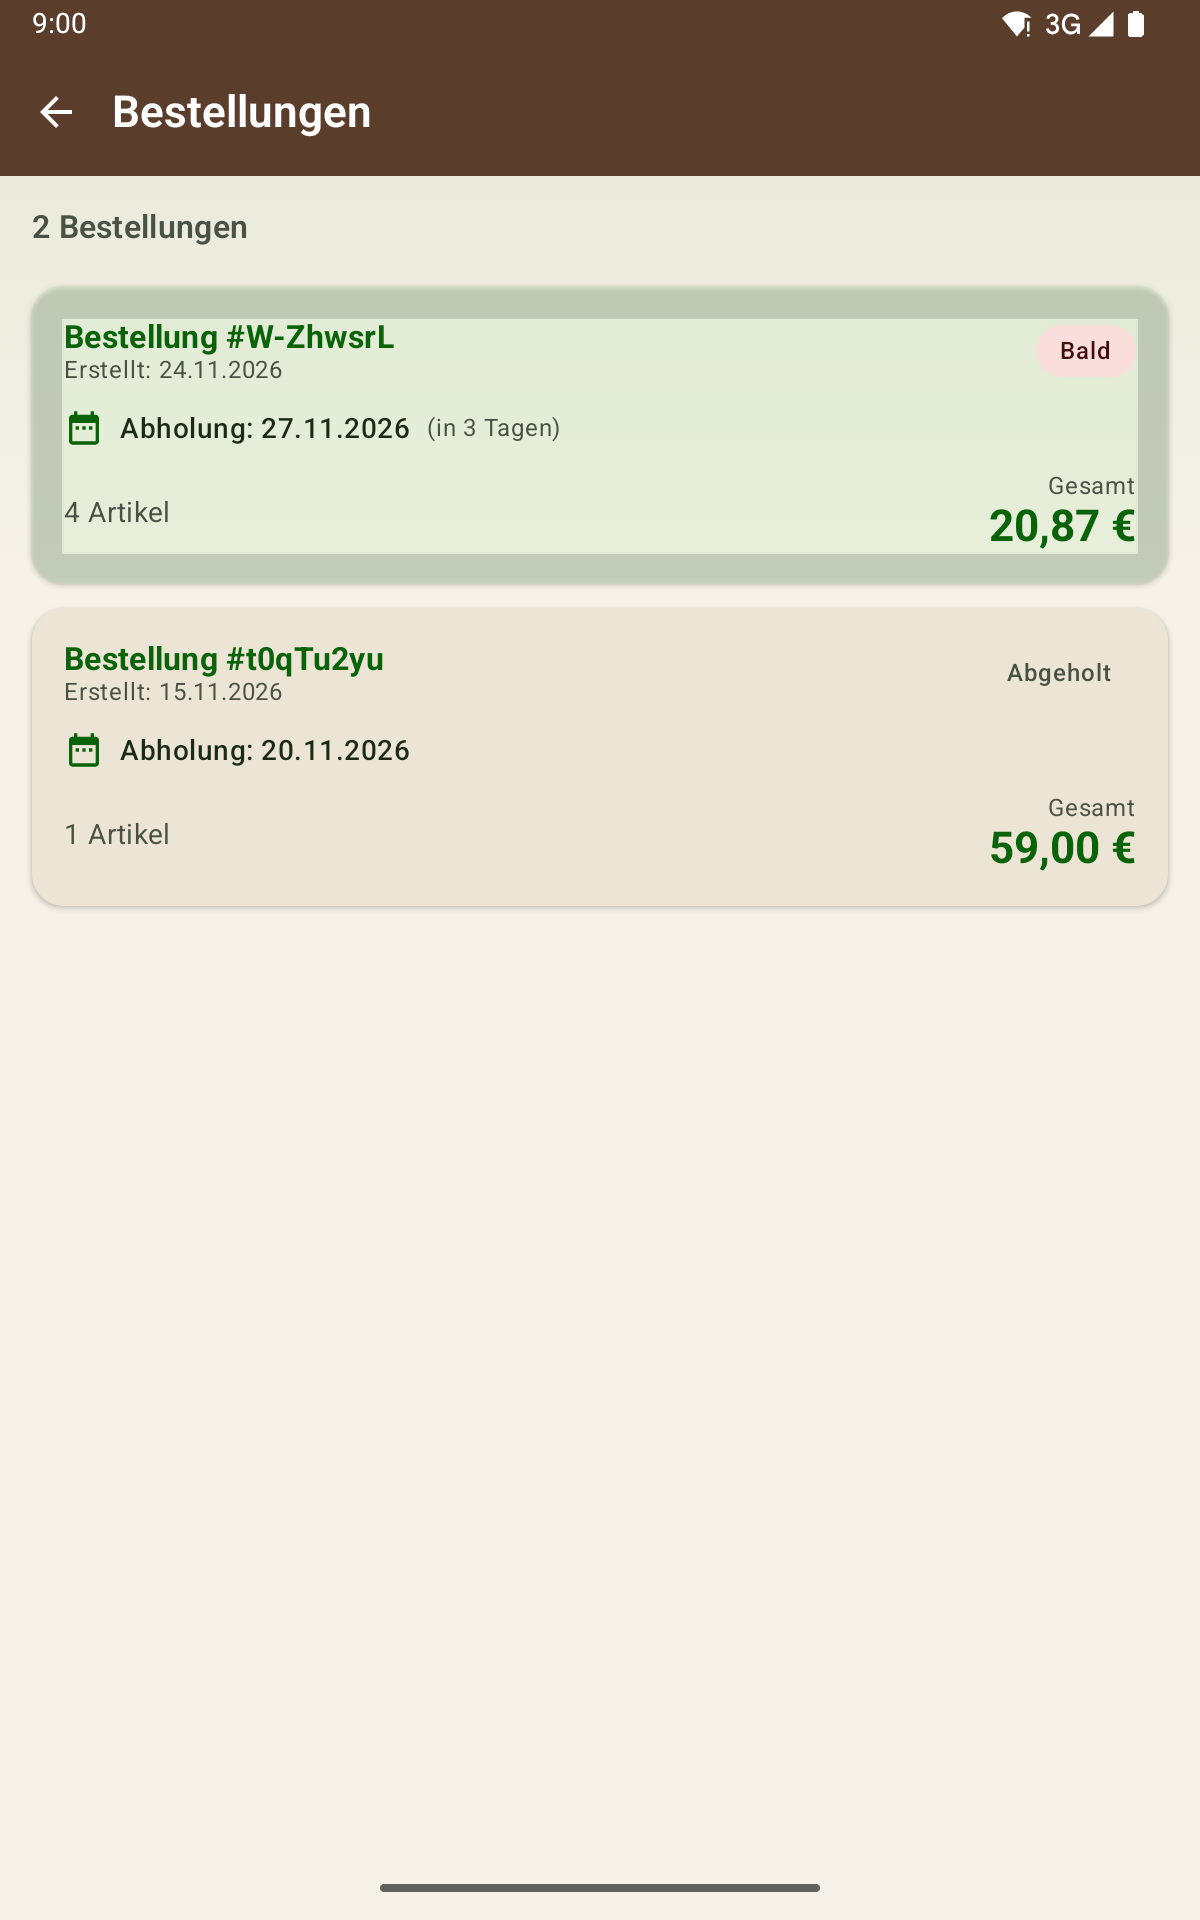 9:00
3G
Bestellungen
2 Bestellungen
Bestellung #W-ZhwsrL
Erstellt: 24.11.2026
Bald
Abholung: 27.11.2026 (in 3 Tagen)
4 Artikel
Gesamt
20,87 €
Bestellung #t0qTu2yu
Erstellt: 15.11.2026
Abgeholt
Abholung: 20.11.2026
1 Artikel
Gesamt
59,00 €